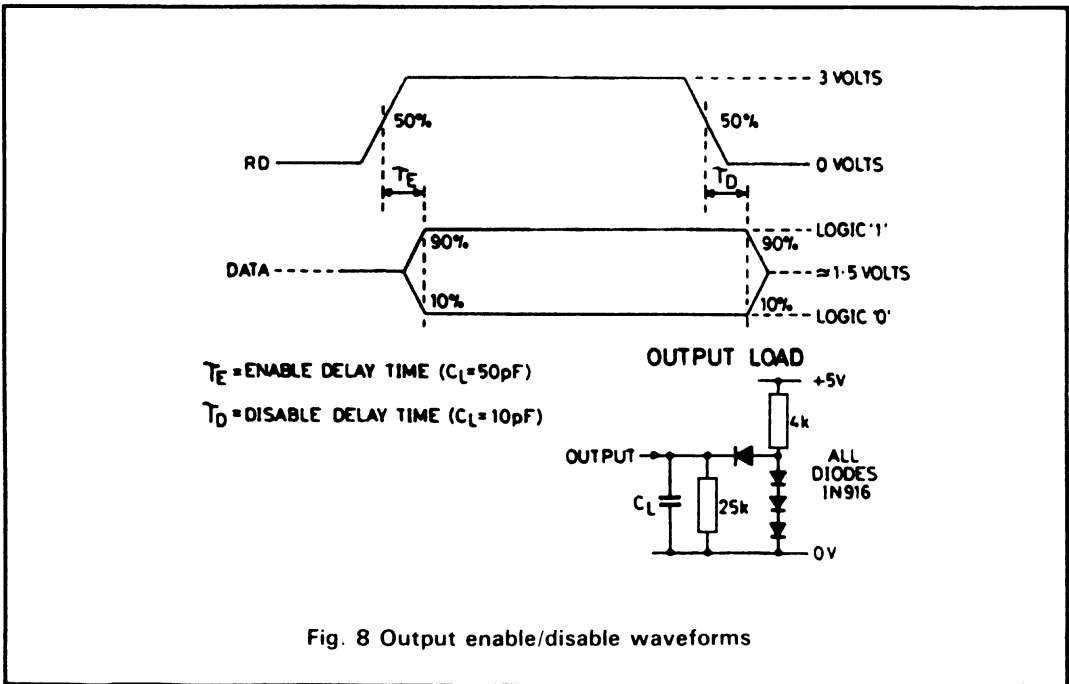 3 VOLTS
50%
50%
RD
0 VOLTS
TE
TD
LOGIC '1'
90%
90%
DATA
≈1·5 VOLTS
10%
10%
LOGIC '0'
TE = ENABLE DELAY TIME (CL=50pF)
TD = DISABLE DELAY TIME (CL=10pF)
OUTPUT LOAD
+5V
4k
OUTPUT
ALL
DIODES
IN916
CL
25k
0V
Fig. 8 Output enable/disable waveforms